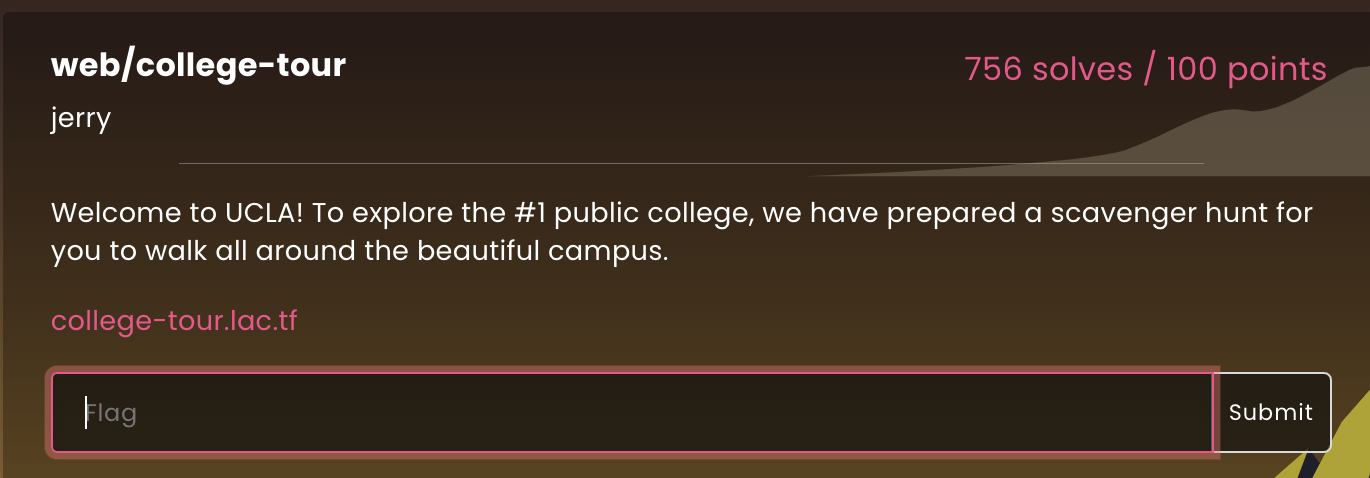 web/college-tour
756 solves / 100 points
jerry
Welcome to UCLA! To explore the #1 public college, we have prepared a scavenger hunt for
you to walk all around the beautiful campus.
college-tour.lac.tf
Flag
Submit